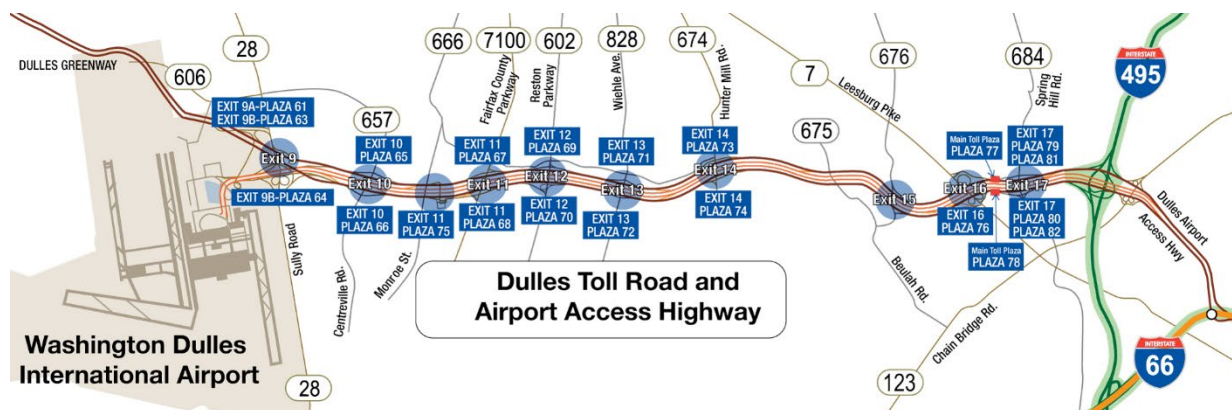 DULLES GREENWAY
606
28
EXIT 9A-PLAZA 61
EXIT 9B-PLAZA 63
Exit 9
EXIT 9B-PLAZA 64
Sully Road
28
Washington Dulles
International Airport
657
EXIT 10
PLAZA 65
Exit 10
EXIT 10
PLAZA 66
Centreville Rd.
666
EXIT 11
PLAZA 75
Monroe St.
7100
Fairfax County
Parkway
EXIT 11
PLAZA 67
Exit 11
EXIT 11
PLAZA 68
602
Reston
Parkway
EXIT 12
PLAZA 69
Exit 12
EXIT 12
PLAZA 70
828
Wiehle Ave.
EXIT 13
PLAZA 71
Exit 13
EXIT 13
PLAZA 72
674
Hunter Mill Rd.
EXIT 14
PLAZA 73
Exit 14
EXIT 14
PLAZA 74
Dulles Toll Road and
Airport Access Highway
7
Leesburg Pike
675
676
Exit 15
Beulah Rd.
Exit 16
EXIT 16
PLAZA 76
Main Toll Plaza
PLAZA 77
Main Toll Plaza
PLAZA 78
684
Spring
Hill Rd.
EXIT 17
PLAZA 79
PLAZA 81
Exit 17
EXIT 17
PLAZA 80
PLAZA 82
Chain Bridge Rd.
123
INTERSTATE
495
Dulles Airport
Access Hwy
INTERSTATE
66